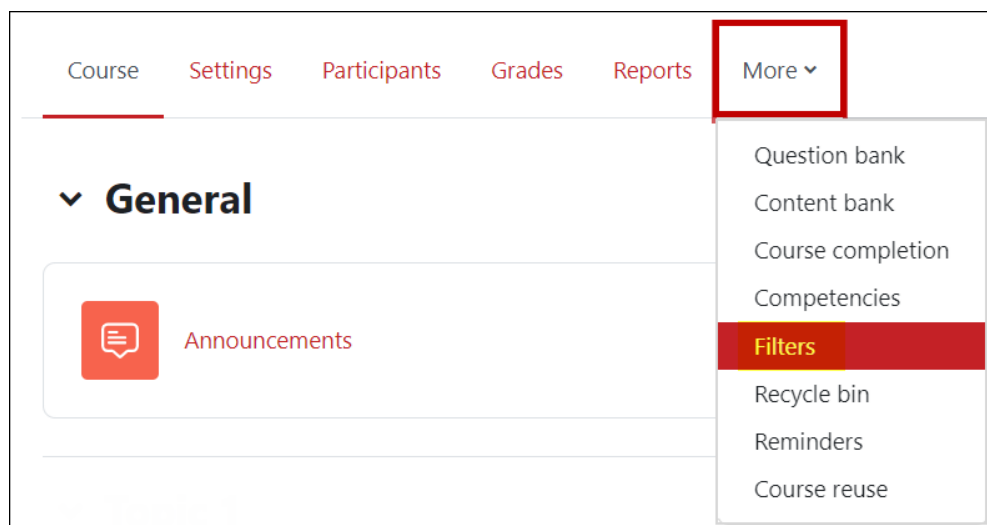 Course Settings Participants Grades Reports More
General
Announcements
Question bank
Content bank
Course completion
Competencies
Filters
Recycle bin
Reminders
Course reuse